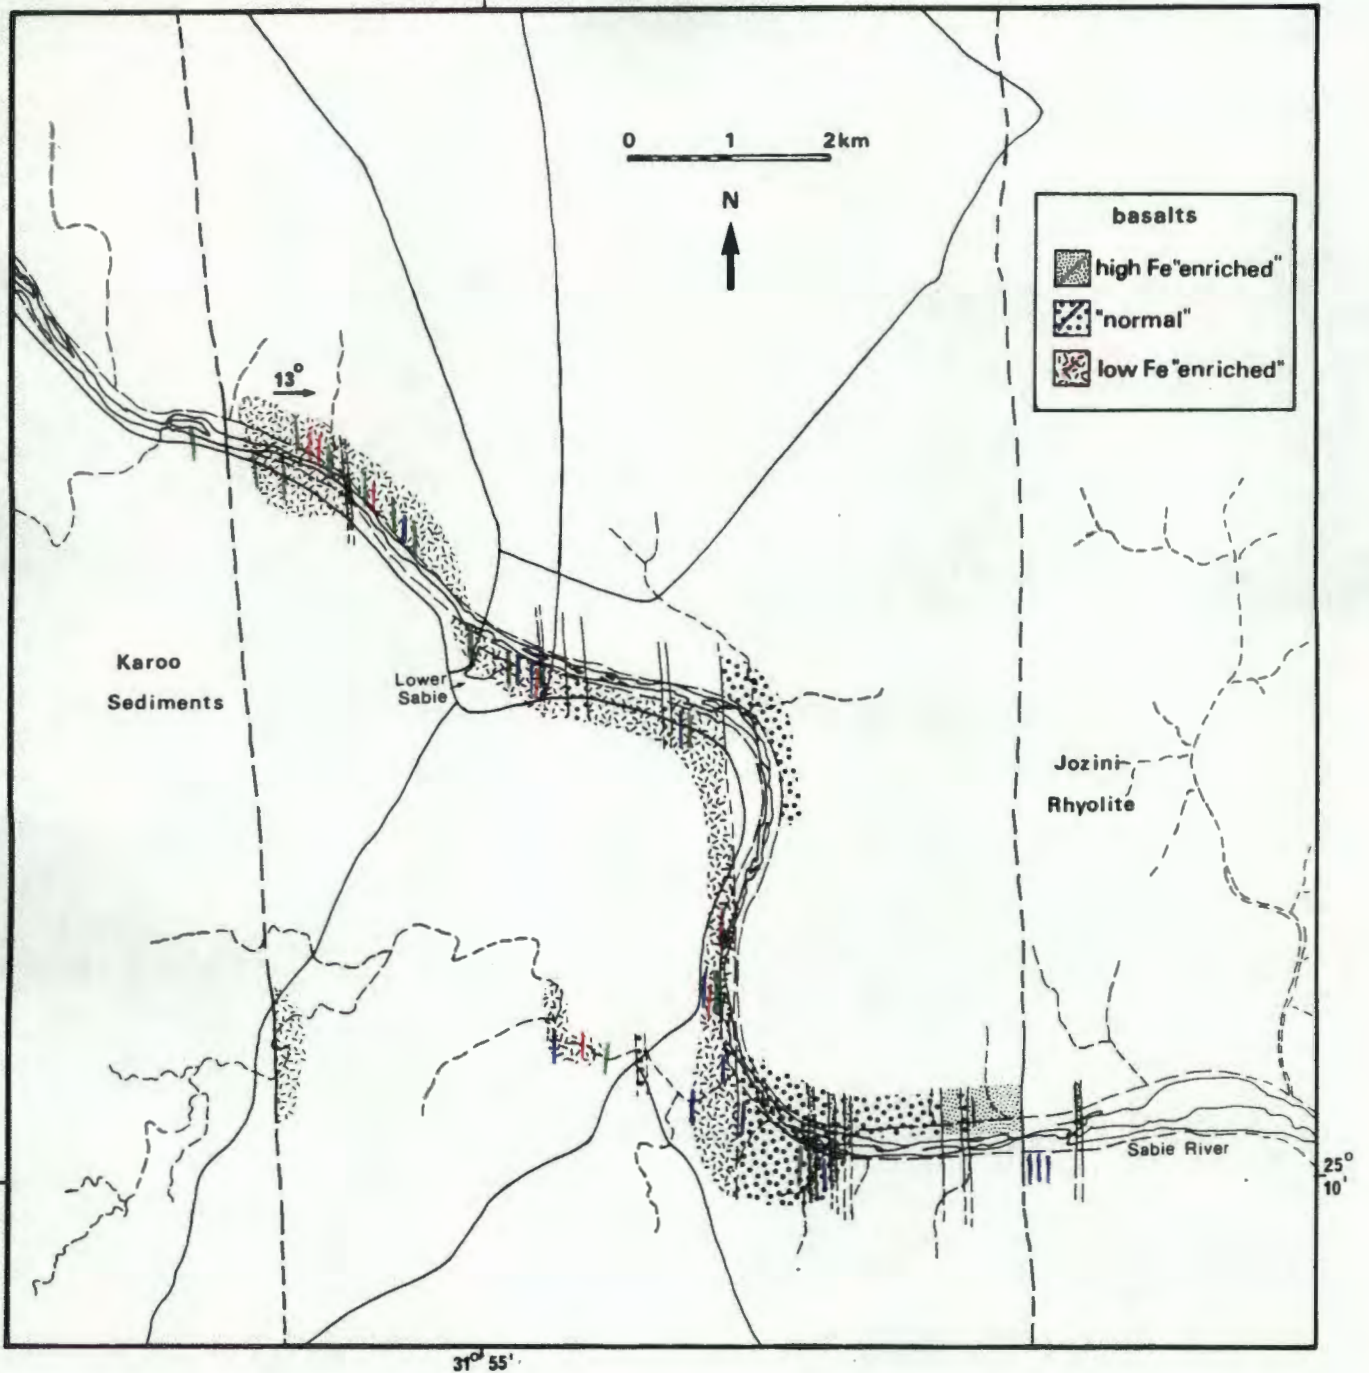 0 1 2km
N
basalts
high Fe"enriched"
"normal"
low Fe"enriched"
13°
Karoo
Sediments
Lower
Sabie
Jozini
Rhyolite
Sabie River
25°
10'
31° 55'